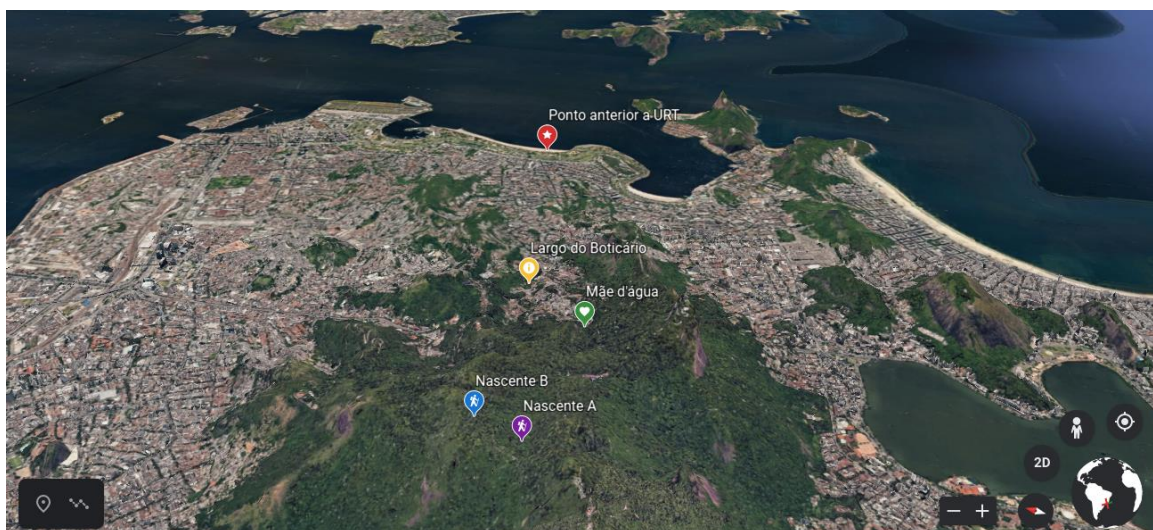 Ponto anterior a URT
Largo do Boticário
Mãe d'água
Nascente B
Nascente A
2D